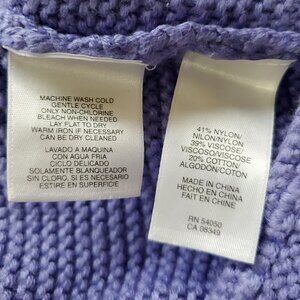 MACHINE WASH COLD
GENTLE CYCLE
ONLY NON-CHLORINE
BLEACH WHEN NEEDED
LAY FLAT TO DRY
WARM IRON IF NECESSARY
CAN BE DRY CLEANED
LAVADO A MAQUINA
CON AGUA FRIA
CICLO DELICADO
SOLAMENTE BLANQUEADOR
SIN CLORO, SI ES NECESARIO
ESTIRE EN SUPERFICIE
41% NYLON/
NILON/NYLON
39% VISCOSE/
VISCOSO/VISCOSE
20% COTTON/
ALGODON/COTON
MADE IN CHINA
HECHO EN CHINA
FAIT EN CHINE
RN 54050
CA 08349